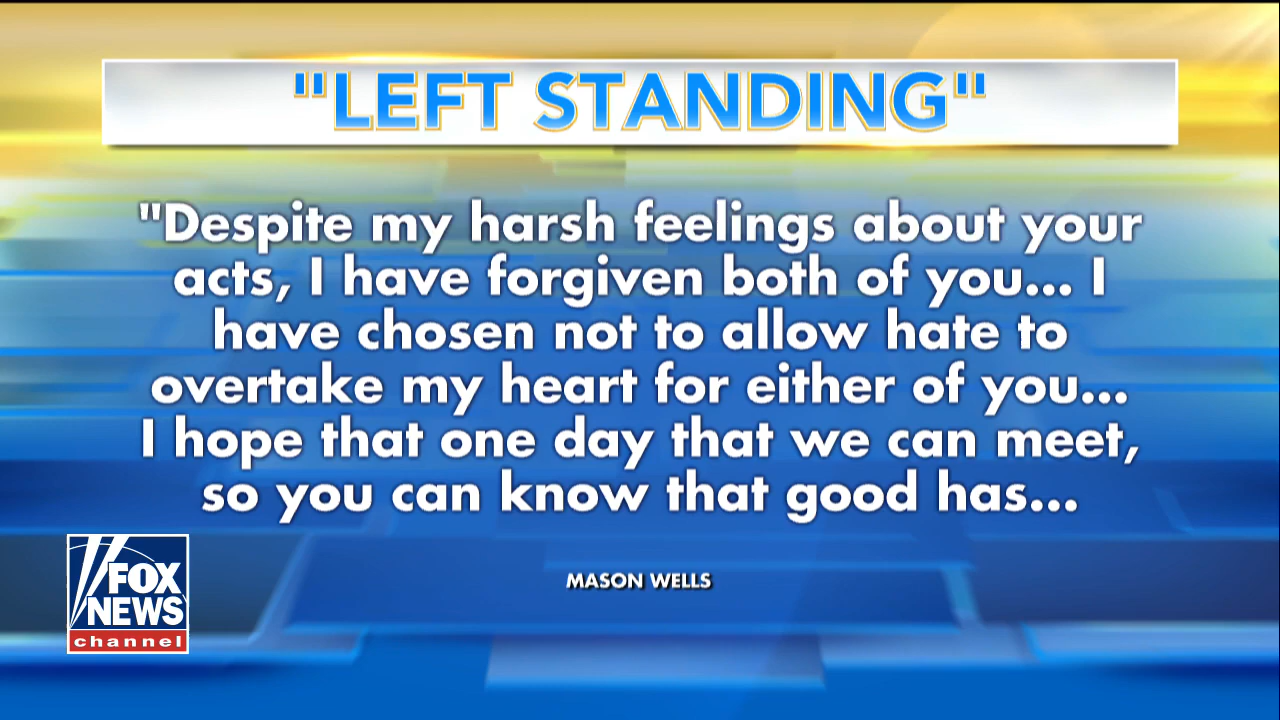 "LEFT STANDING"
"Despite my harsh feelings about your
acts, I have forgiven both of you... I
have chosen not to allow hate to
overtake my heart for either of you...
I hope that one day that we can meet,
so you can know that good has...
MASON WELLS
FOX
NEWS
channel